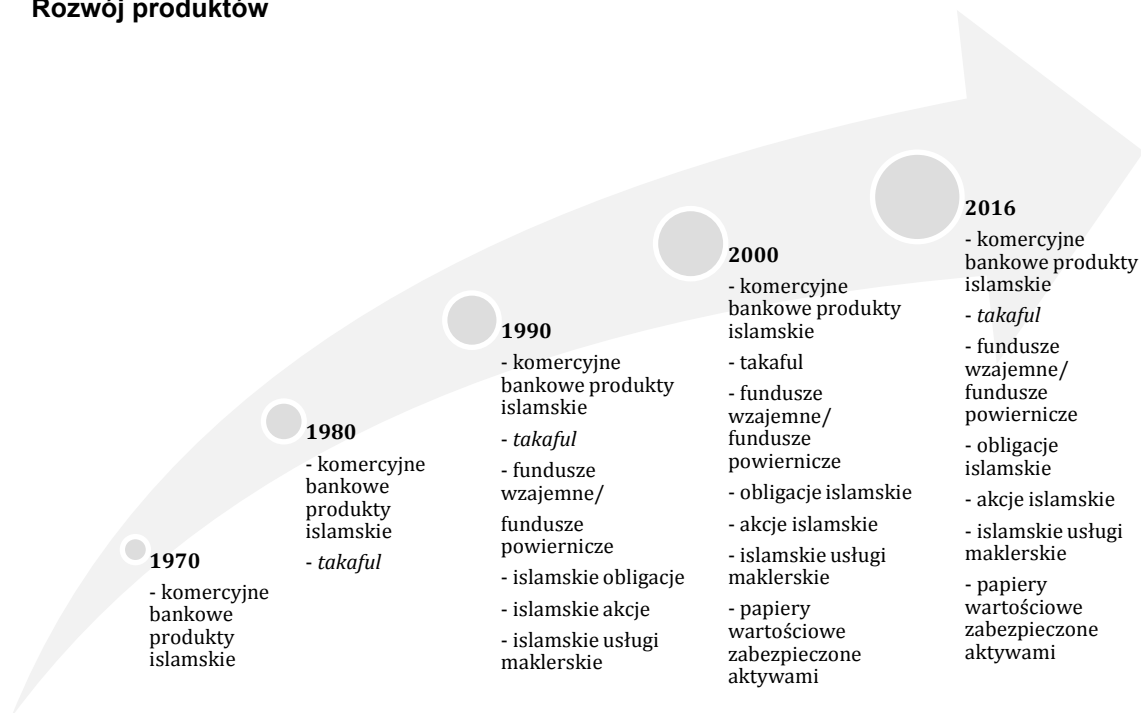 Rozwój produktów
1970
- komercyjne
bankowe
produkty
islamskie
1980
- komercyjne
bankowe
produkty
islamskie
- takaful
1990
- komercyjne
bankowe produkty
islamskie
- takaful
- fundusze
wzajemne/
fundusze
powiernicze
- islamskie obligacje
- islamskie akcje
- islamskie usługi
maklerskie
2000
- komercyjne
bankowe produkty
islamskie
- takaful
- fundusze
wzajemne/
fundusze
powiernicze
- obligacje islamskie
- akcje islamskie
- islamskie usługi
maklerskie
- papiery
wartościowe
zabezpieczone
aktywami
2016
- komercyjne
bankowe produkty
islamskie
- takaful
- fundusze
wzajemne/
fundusze
powiernicze
- obligacje
islamskie
- akcje islamskie
- islamskie usługi
maklerskie
- papiery
wartościowe
zabezpieczone
aktywami